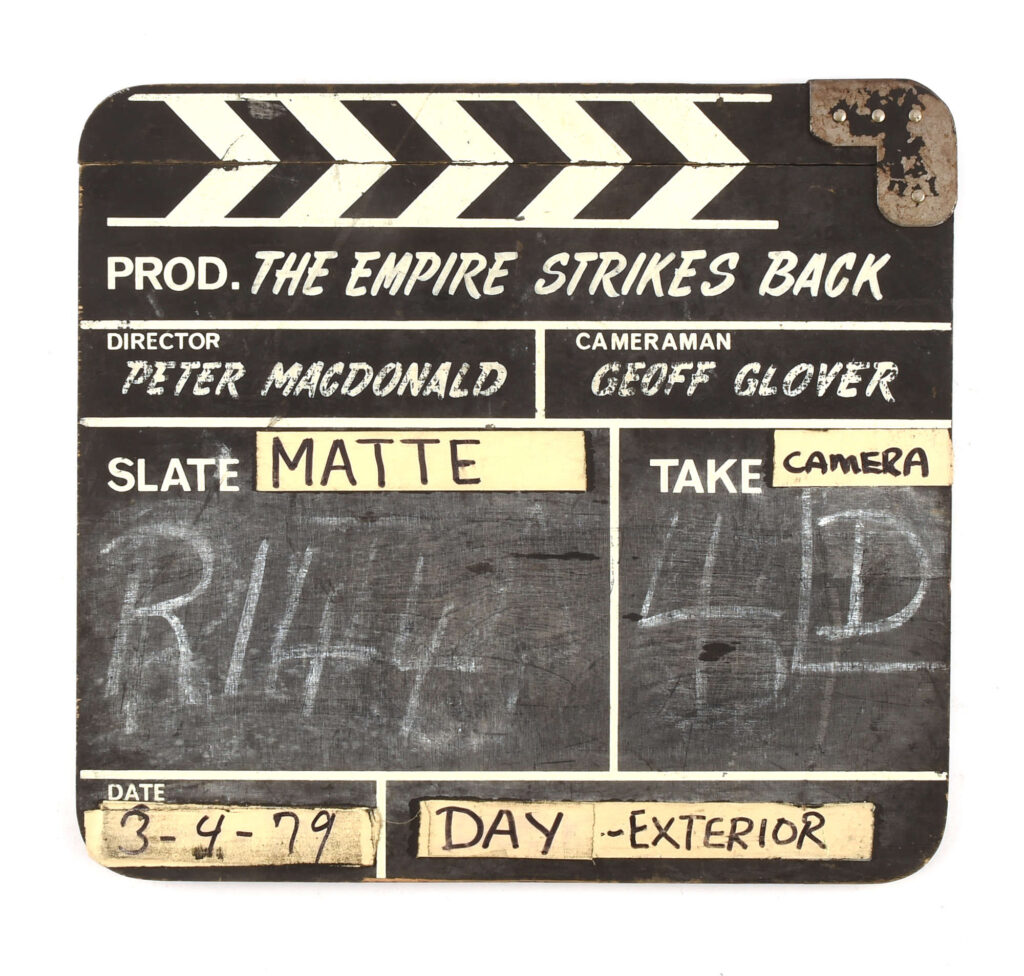 PROD. THE EMPIRE STRIKES BACK
DIRECTOR
PETER MACDONALD
CAMERAMAN
GEOFF GLOVER
SLATE MATTE
TAKE CAMERA
4 D
DATE
3-4-79
DAY -EXTERIOR